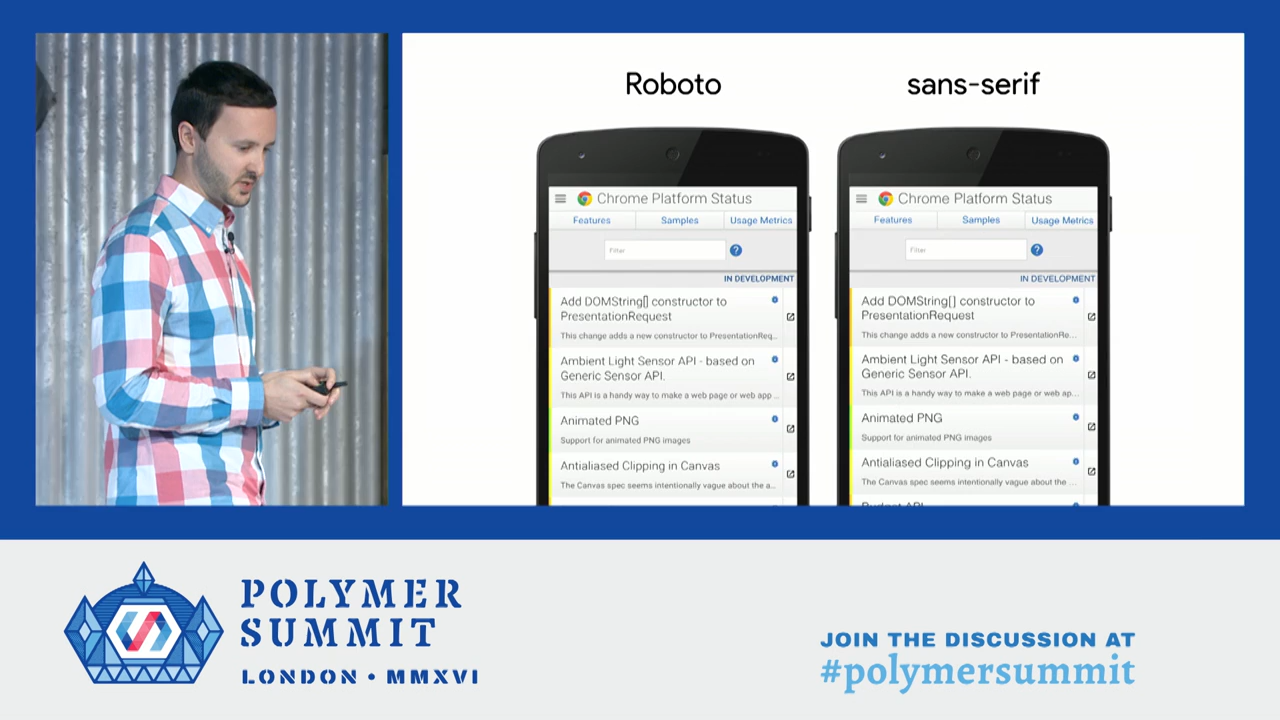 Roboto
sans-serif
Chrome Platform Status
Features Samples Usage Metrics
Filter ?
IN DEVELOPMENT
Add DOMString[] constructor to
PresentationRequest
This change adds a new constructor to PresentationReq...
Ambient Light Sensor API - based on
Generic Sensor API.
This API is a handy way to make a web page or web app ...
Animated PNG
Support for animated PNG images
Antialiased Clipping in Canvas
The Canvas spec seems intentionally vague about the a...
Chrome Platform Status
Features Samples Usage Metrics
Filter ?
IN DEVELOPMENT
Add DOMString[] constructor to
PresentationRequest
This change adds a new constructor to PresentationRe...
Ambient Light Sensor API - based on
Generic Sensor API.
This API is a handy way to make a web page or web ap...
Animated PNG
Support for animated PNG images
Antialiased Clipping in Canvas
The Canvas spec seems intentionally vague about the ...
POLYMER
SUMMIT
LONDON • MMXVI
JOIN THE DISCUSSION AT
#polymersummit